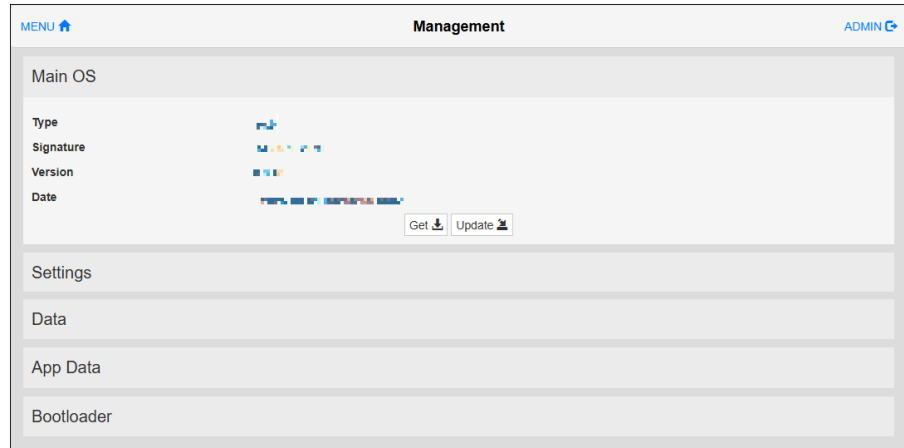 MENU Management ADMIN
Main OS
Type
Signature
Version
Date
Get Update
Settings
Data
App Data
Bootloader